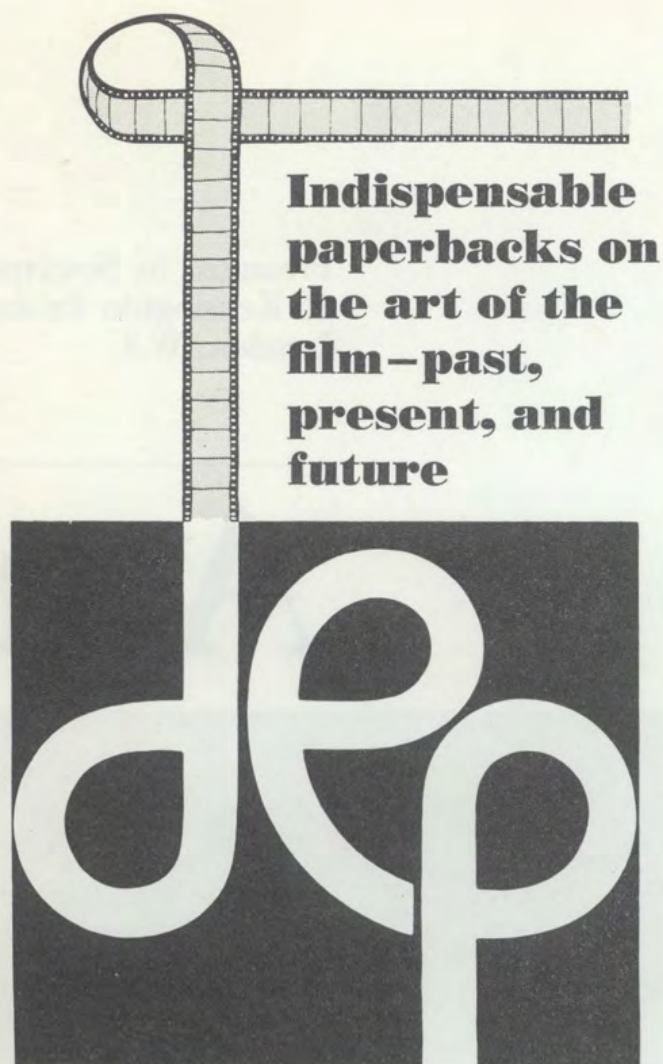 Indispensable
paperbacks on
the art of the
film—past,
present, and
future
dep